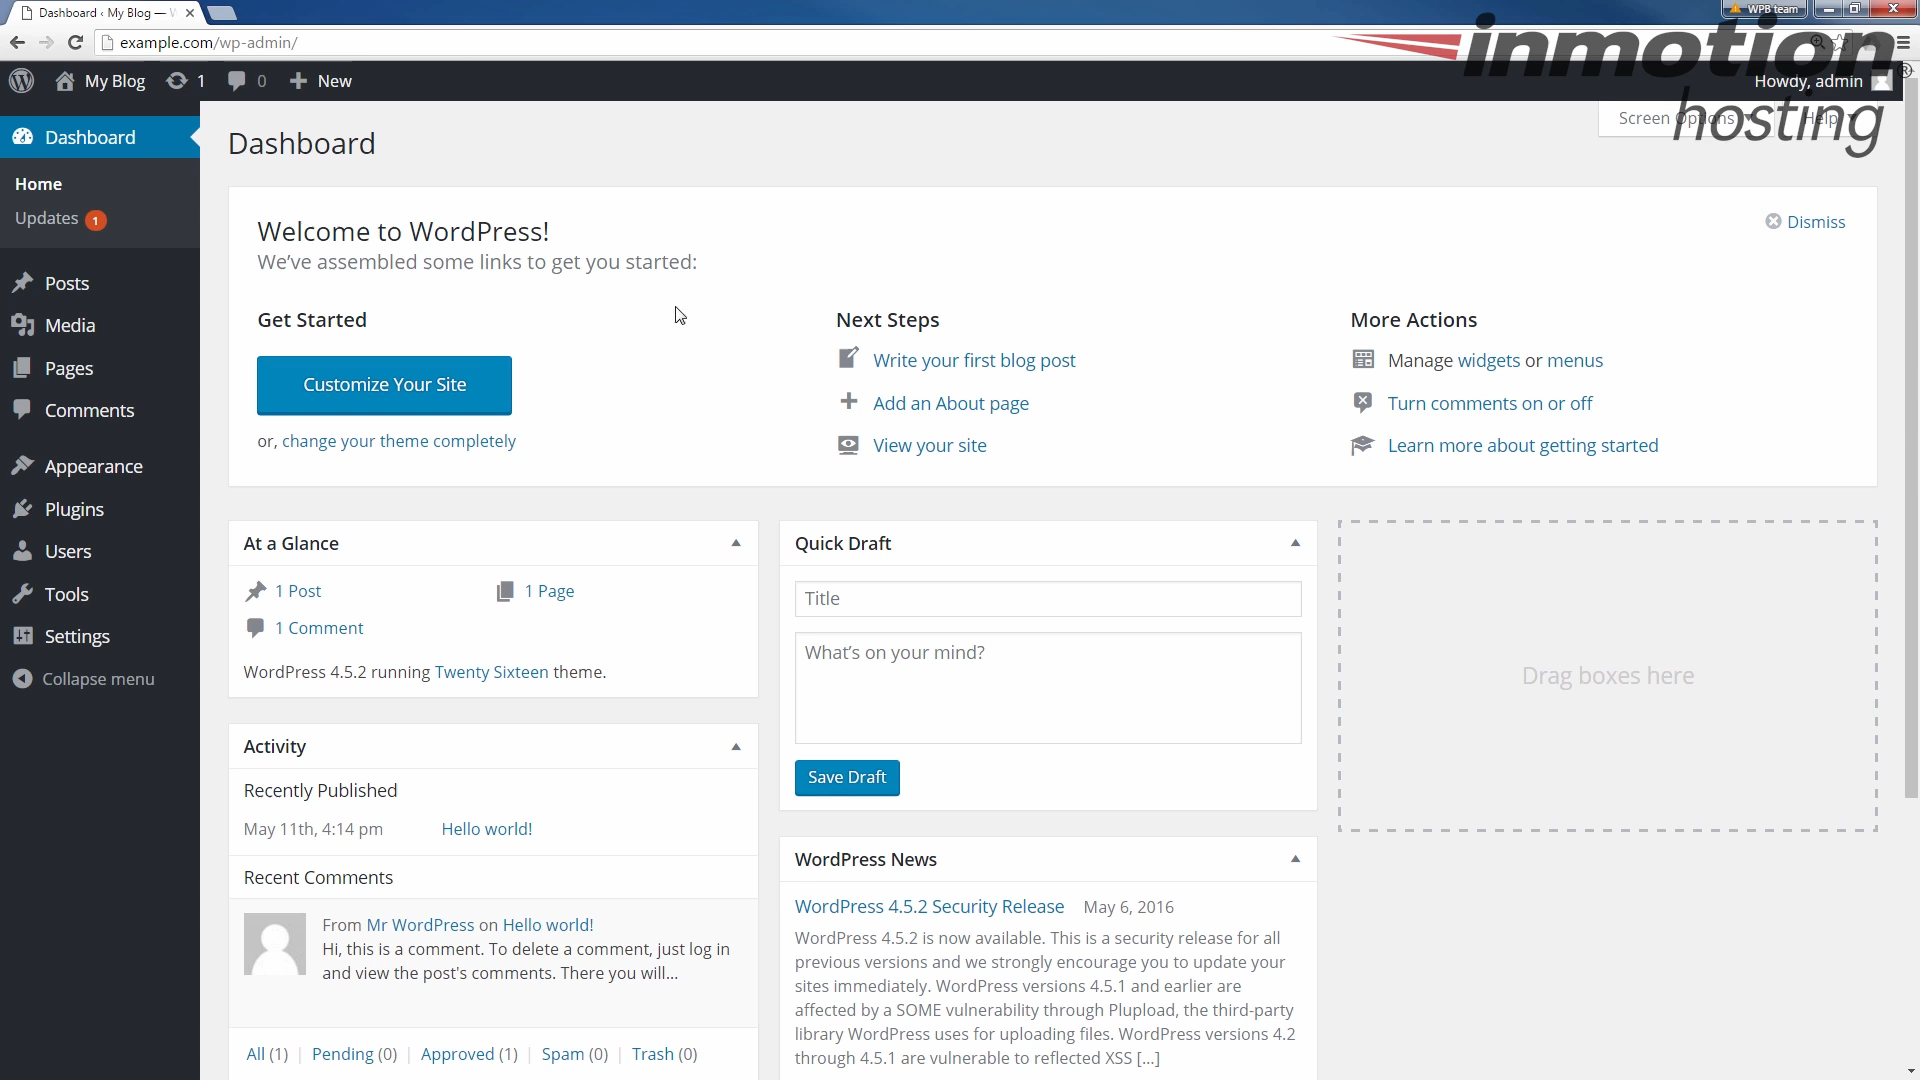 Dashboard ‹ My Blog —
WPB team
example.com/wp-admin/
inmotion
hosting
®
My Blog
1
0
New
Howdy, admin
Dashboard
Home
Updates 1
Posts
Media
Pages
Comments
Appearance
Plugins
Users
Tools
Settings
Collapse menu
Screen Options
Help
Dashboard
Welcome to WordPress!
We've assembled some links to get you started:
Dismiss
Get Started
Customize Your Site
or, change your theme completely
Next Steps
Write your first blog post
Add an About page
View your site
More Actions
Manage widgets or menus
Turn comments on or off
Learn more about getting started
At a Glance
1 Post
1 Page
1 Comment
WordPress 4.5.2 running Twenty Sixteen theme.
Activity
Recently Published
May 11th, 4:14 pm
Hello world!
Recent Comments
From Mr WordPress on Hello world!
Hi, this is a comment. To delete a comment, just log in
and view the post's comments. There you will...
All (1) | Pending (0) | Approved (1) | Spam (0) | Trash (0)
Quick Draft
Title
What's on your mind?
Save Draft
WordPress News
WordPress 4.5.2 Security Release May 6, 2016
WordPress 4.5.2 is now available. This is a security release for all
previous versions and we strongly encourage you to update your
sites immediately. WordPress versions 4.5.1 and earlier are
affected by a SOME vulnerability through Plupload, the third-party
library WordPress uses for uploading files. WordPress versions 4.2
through 4.5.1 are vulnerable to reflected XSS [...]
Drag boxes here